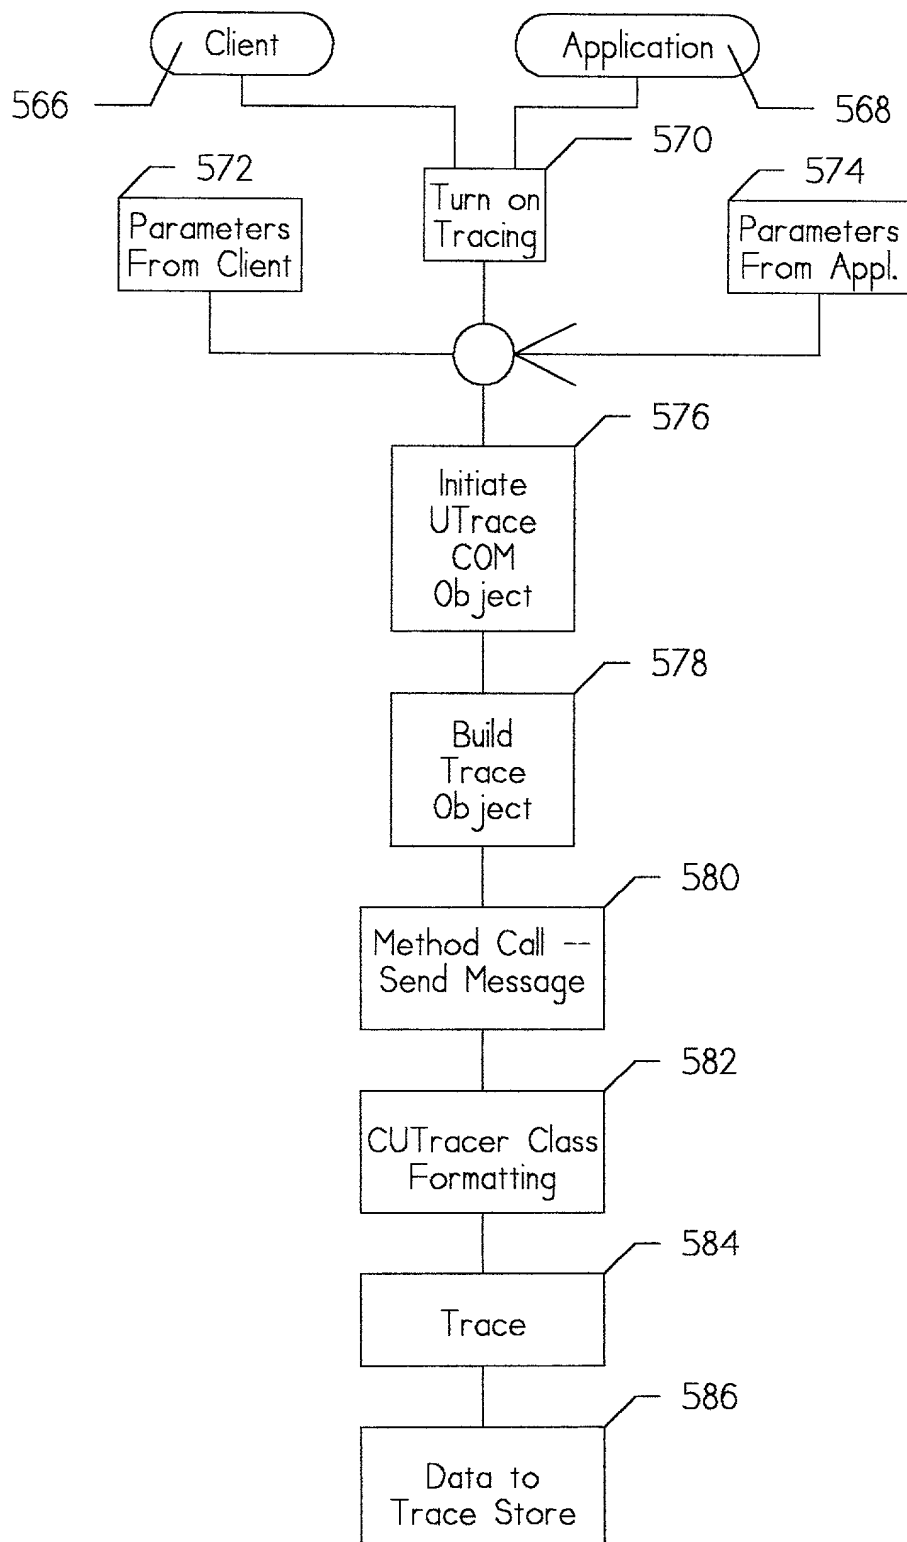 Client
Application
566
568
570
572
574
Turn on
Tracing
Parameters
From Client
Parameters
From Appl.
576
Initiate
UTrace
COM
Object
578
Build
Trace
Object
580
Method Call --
Send Message
582
CUTracer Class
Formatting
584
Trace
586
Data to
Trace Store